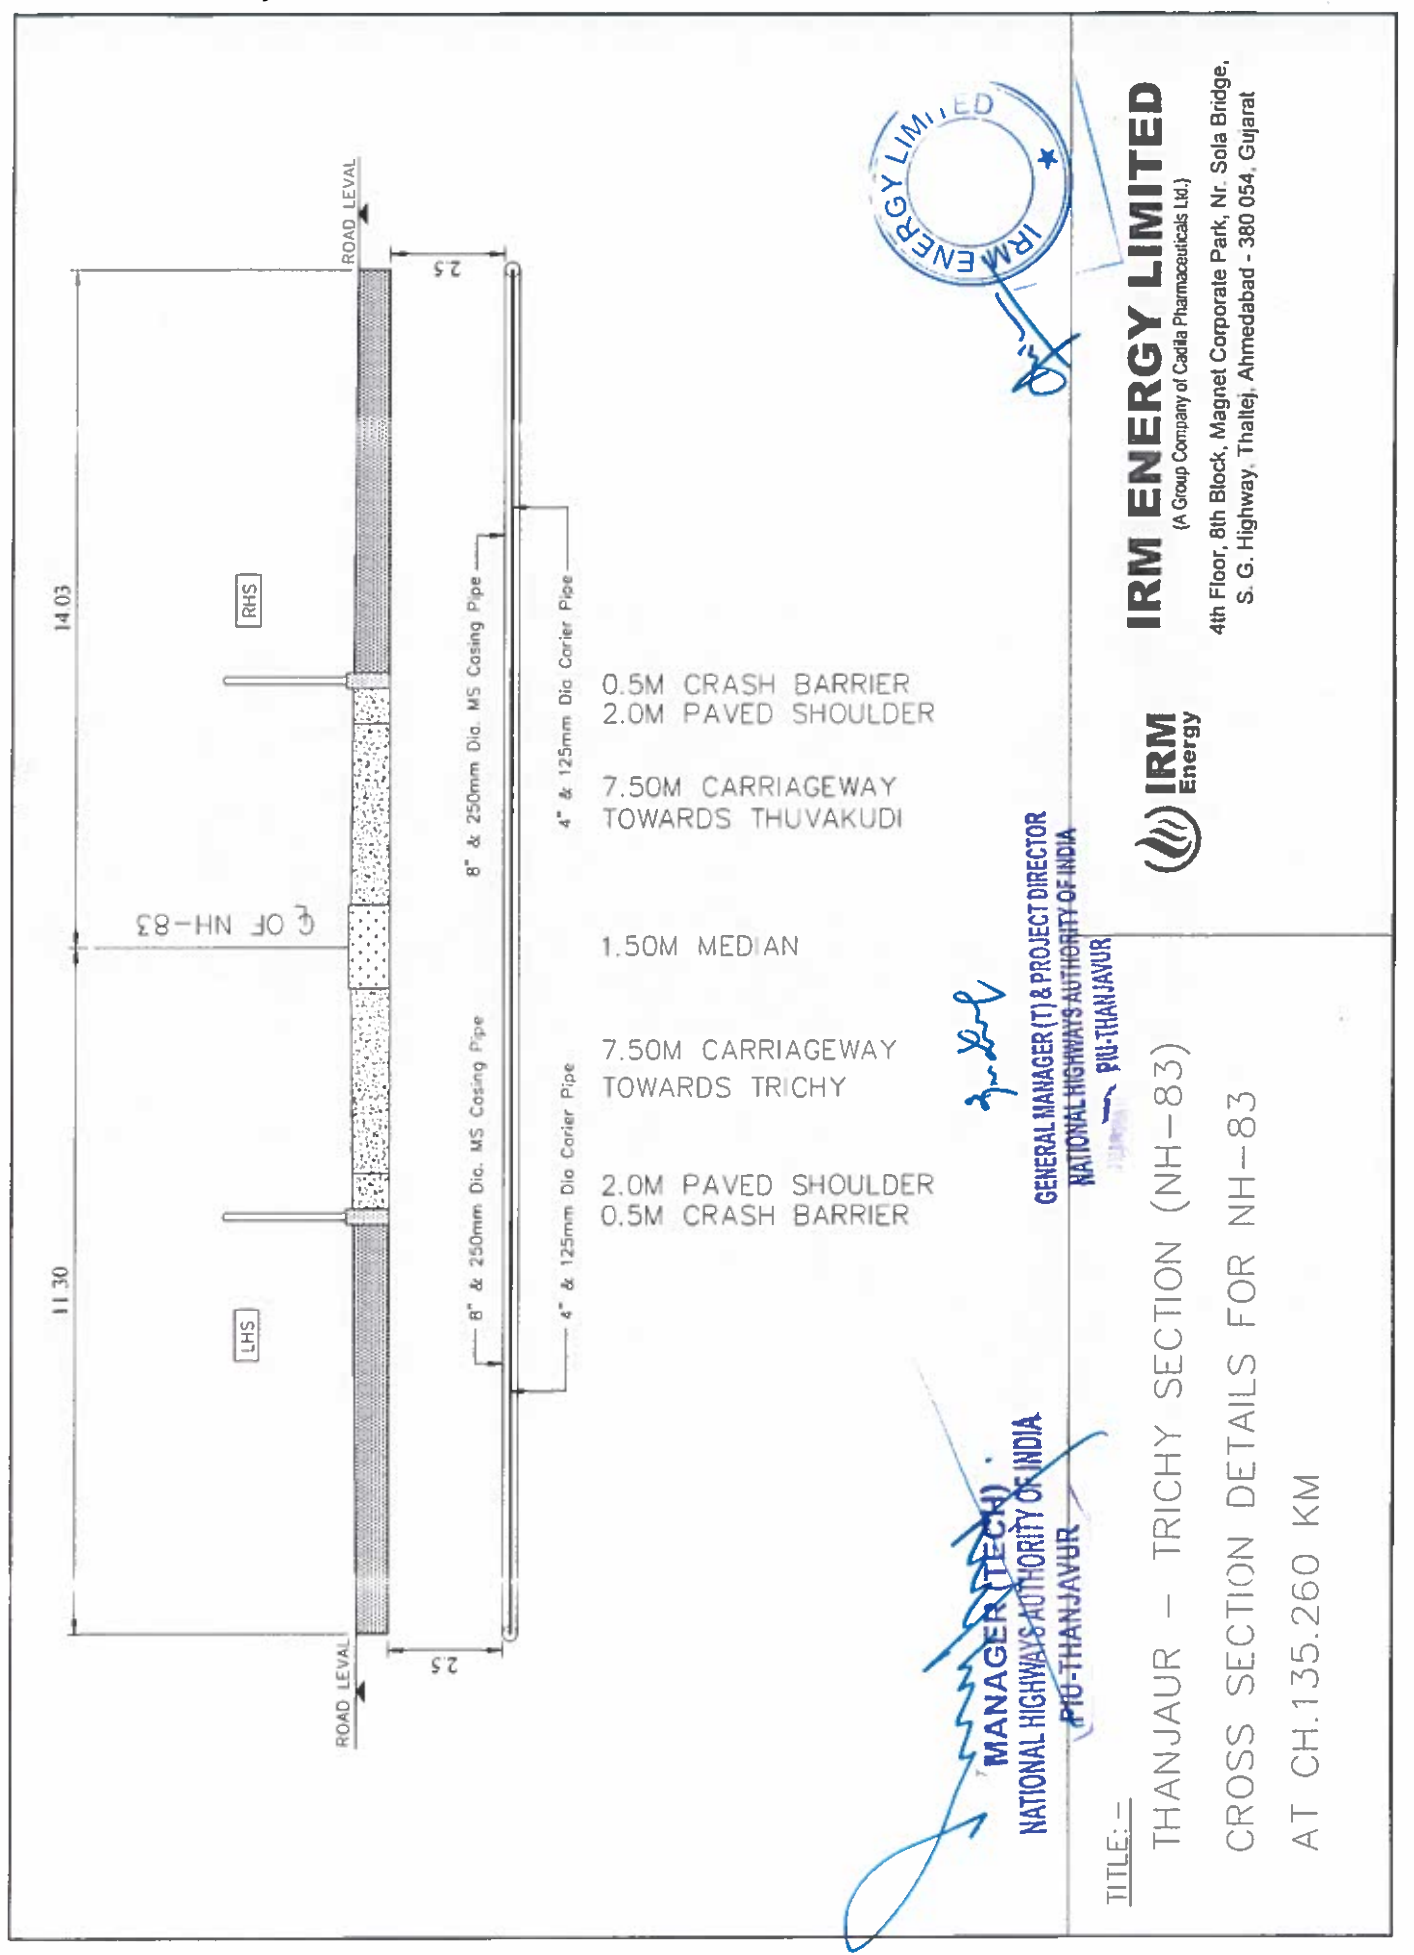 14.03
11.30
ROAD LEVAL
ROAD LEVAL
RHS
LHS
℄ OF NH-83
2.5
2.5
8" & 250mm Dia. MS Casing Pipe
8" & 250mm Dia. MS Casing Pipe
4" & 125mm Dia Carier Pipe
4" & 125mm Dia Carier Pipe
0.5M CRASH BARRIER
2.0M PAVED SHOULDER
7.50M CARRIAGEWAY
TOWARDS THUVAKUDI
1.50M MEDIAN
7.50M CARRIAGEWAY
TOWARDS TRICHY
2.0M PAVED SHOULDER
0.5M CRASH BARRIER
IRM ENERGY LIMITED
MANAGER (TECH)
NATIONAL HIGHWAYS AUTHORITY OF INDIA
PIU-THANJAVUR
GENERAL MANAGER (T) & PROJECT DIRECTOR
NATIONAL HIGHWAYS AUTHORITY OF INDIA
PIU-THANJAVUR
TITLE:-
THANJAUR - TRICHY SECTION (NH-83)
CROSS SECTION DETAILS FOR NH-83
AT CH.135.260 KM
IRM
Energy
IRM ENERGY LIMITED
(A Group Company of Cadila Pharmaceuticals Ltd.)
4th Floor, 8th Block, Magnet Corporate Park, Nr. Sola Bridge,
S. G. Highway, Thaltej, Ahmedabad - 380 054, Gujarat